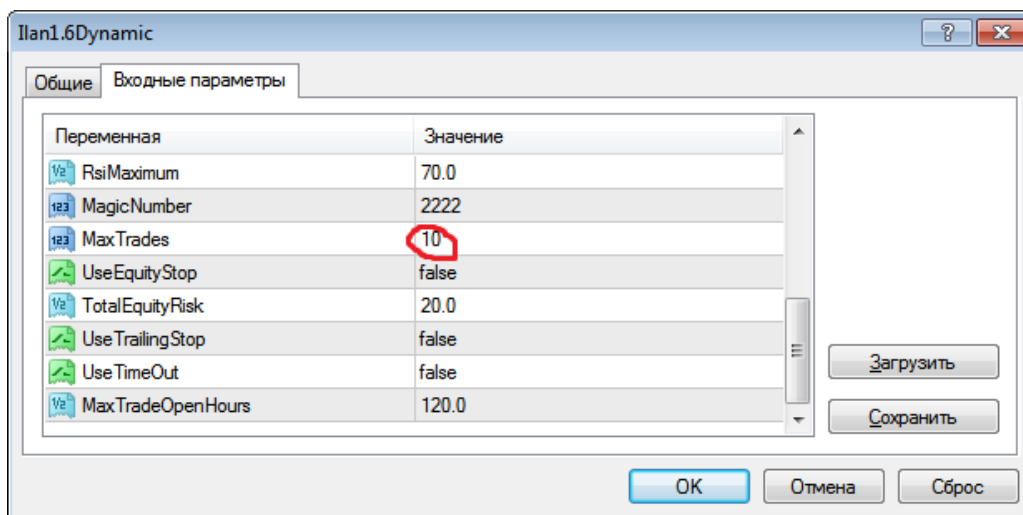 Ilan1.6Dynamic
Общие Входные параметры
Переменная Значение
RsiMaximum 70.0
MagicNumber 2222
MaxTrades 10
UseEquityStop false
TotalEquityRisk 20.0
UseTrailingStop false
UseTimeOut false
MaxTradeOpenHours 120.0
Загрузить
Сохранить
OK Отмена Сброс